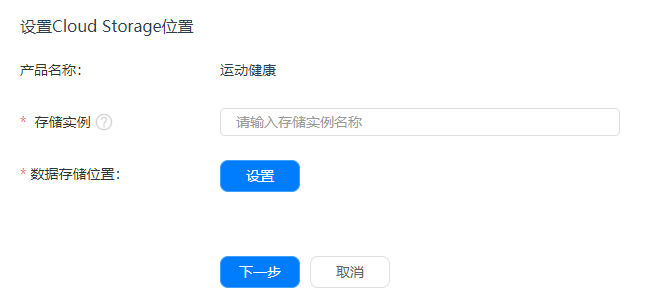 设置Cloud Storage位置
产品名称： 运动健康
* 存储实例 ? 请输入存储实例名称
* 数据存储位置： 设置
下一步 取消